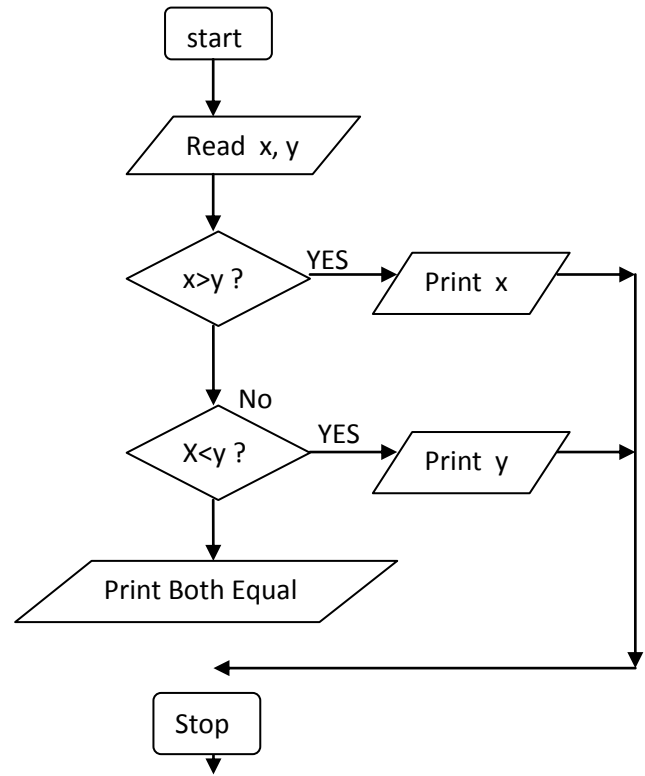 start
Read x, y
x>y ?
YES
Print x
No
X<y ?
YES
Print y
Print Both Equal
Stop